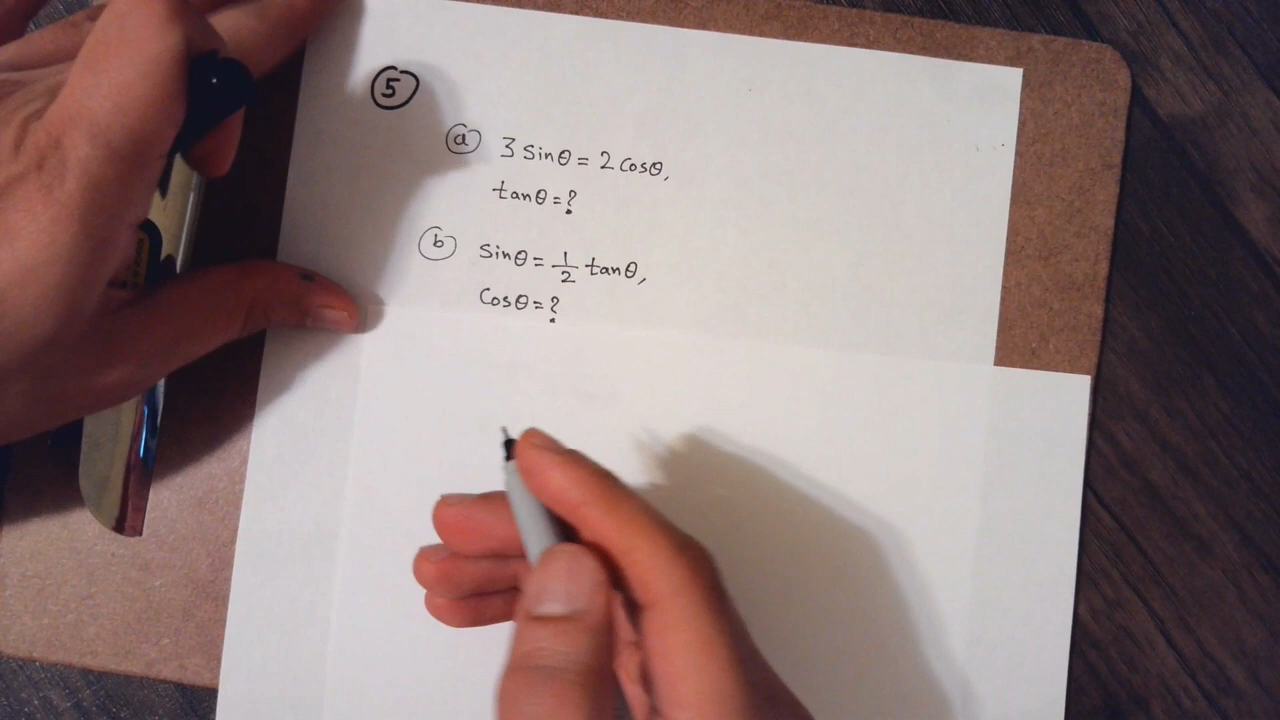 5
a 3 sinθ = 2 cosθ,
tanθ = ?
b sinθ = 1/2 tanθ,
cosθ = ?